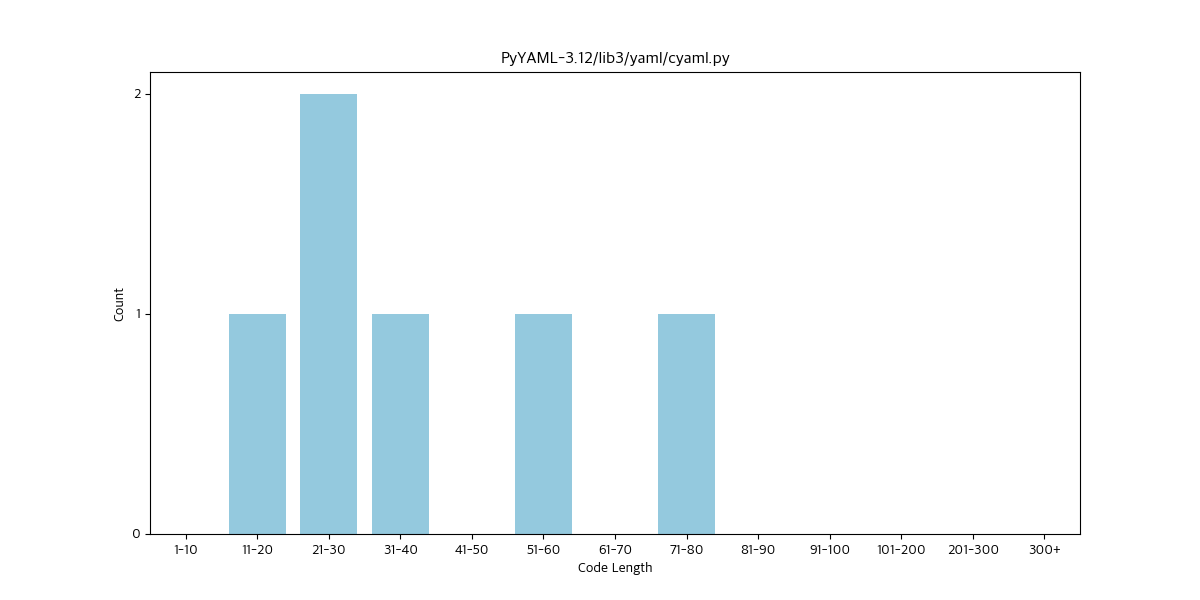 PyYAML-3.12/lib3/yaml/cyaml.py
2
1
0
Count
1-10 11-20 21-30 31-40 41-50 51-60 61-70 71-80 81-90 91-100 101-200 201-300 300+
Code Length